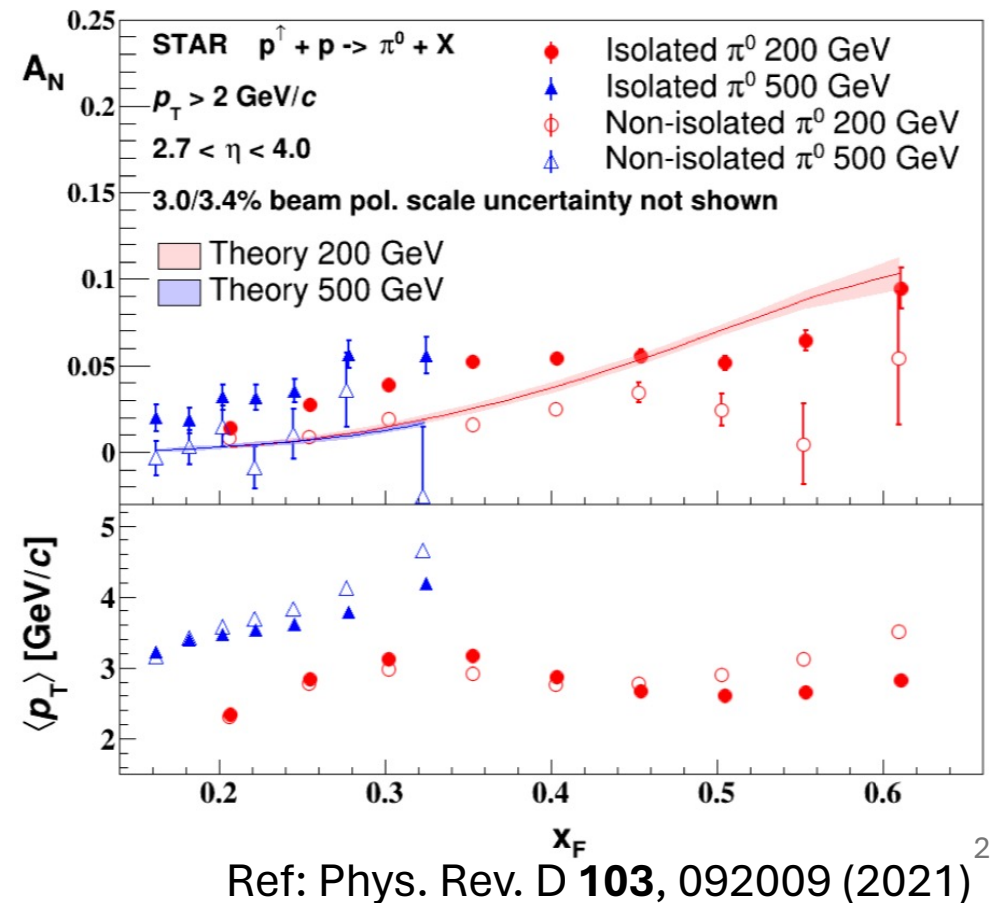 0.25
STAR p↑ + p -> π⁰ + X
Isolated π⁰ 200 GeV
A_N
Isolated π⁰ 500 GeV
0.2
p_T > 2 GeV/c
Non-isolated π⁰ 200 GeV
2.7 < η < 4.0
Non-isolated π⁰ 500 GeV
0.15
3.0/3.4% beam pol. scale uncertainty not shown
Theory 200 GeV
0.1
Theory 500 GeV
0.05
0
5
4
3
2
⟨p_T⟩ [GeV/c]
0.2 0.3 0.4 0.5 0.6
x_F
2
Ref: Phys. Rev. D 103, 092009 (2021)